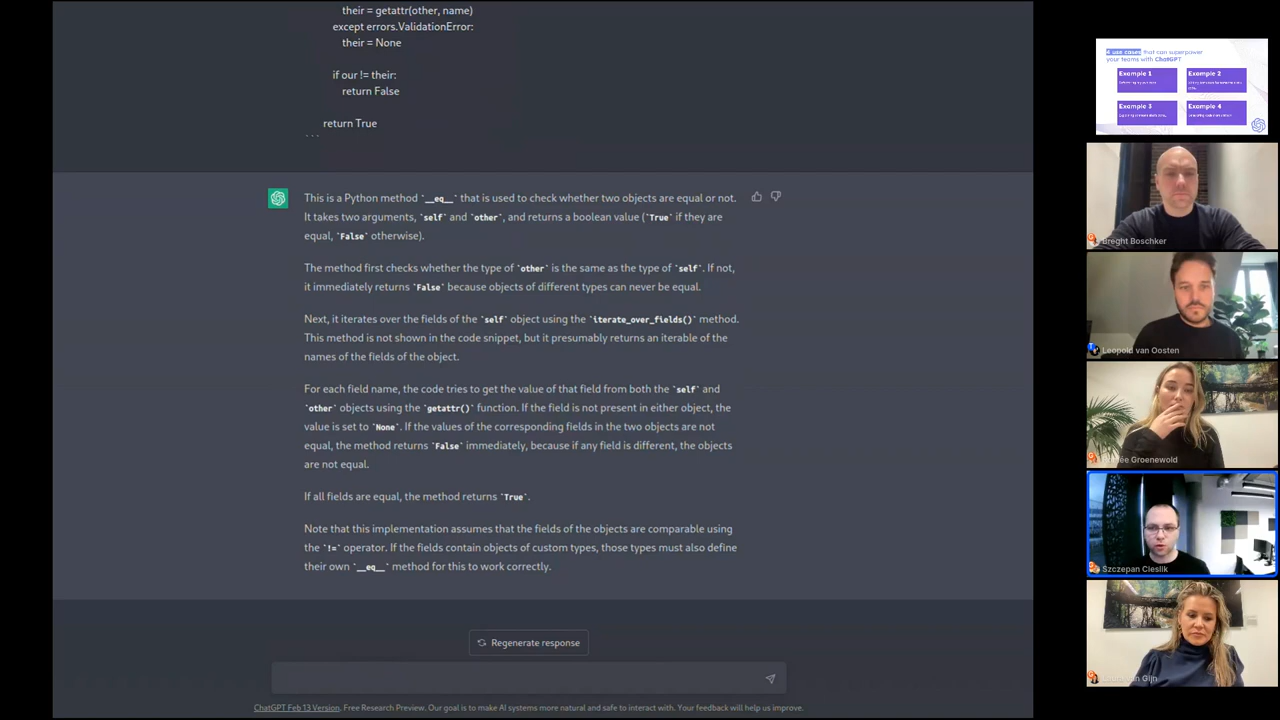 their = getattr(other, name)
except errors.ValidationError:
their = None
if our != their:
return False
return True
```
This is a Python method `__eq__` that is used to check whether two objects are equal or not.
It takes two arguments, `self` and `other`, and returns a boolean value (`True` if they are
equal, `False` otherwise).
The method first checks whether the type of `other` is the same as the type of `self`. If not,
it immediately returns `False` because objects of different types can never be equal.
Next, it iterates over the fields of the `self` object using the `iterate_over_fields()` method.
This method is not shown in the code snippet, but it presumably returns an iterable of the
names of the fields of the object.
For each field name, the code tries to get the value of that field from both the `self` and
`other` objects using the `getattr()` function. If the field is not present in either object, the
value is set to `None`. If the values of the corresponding fields in the two objects are not
equal, the method returns `False` immediately, because if any field is different, the objects
are not equal.
If all fields are equal, the method returns `True`.
Note that this implementation assumes that the fields of the objects are comparable using
the `!=` operator. If the fields contain objects of custom types, those types must also define
their own `__eq__` method for this to work correctly.
Regenerate response
ChatGPT Feb 13 Version. Free Research Preview. Our goal is to make AI systems more natural and safe to interact with. Your feedback will help us improve.
4 use cases that can superpower
your teams with ChatGPT
Example 1
Example 2
Example 3
Example 4
Breght Boschker
Leopold van Oosten
Groenewold
Szczepan Cieslik
van Gijn